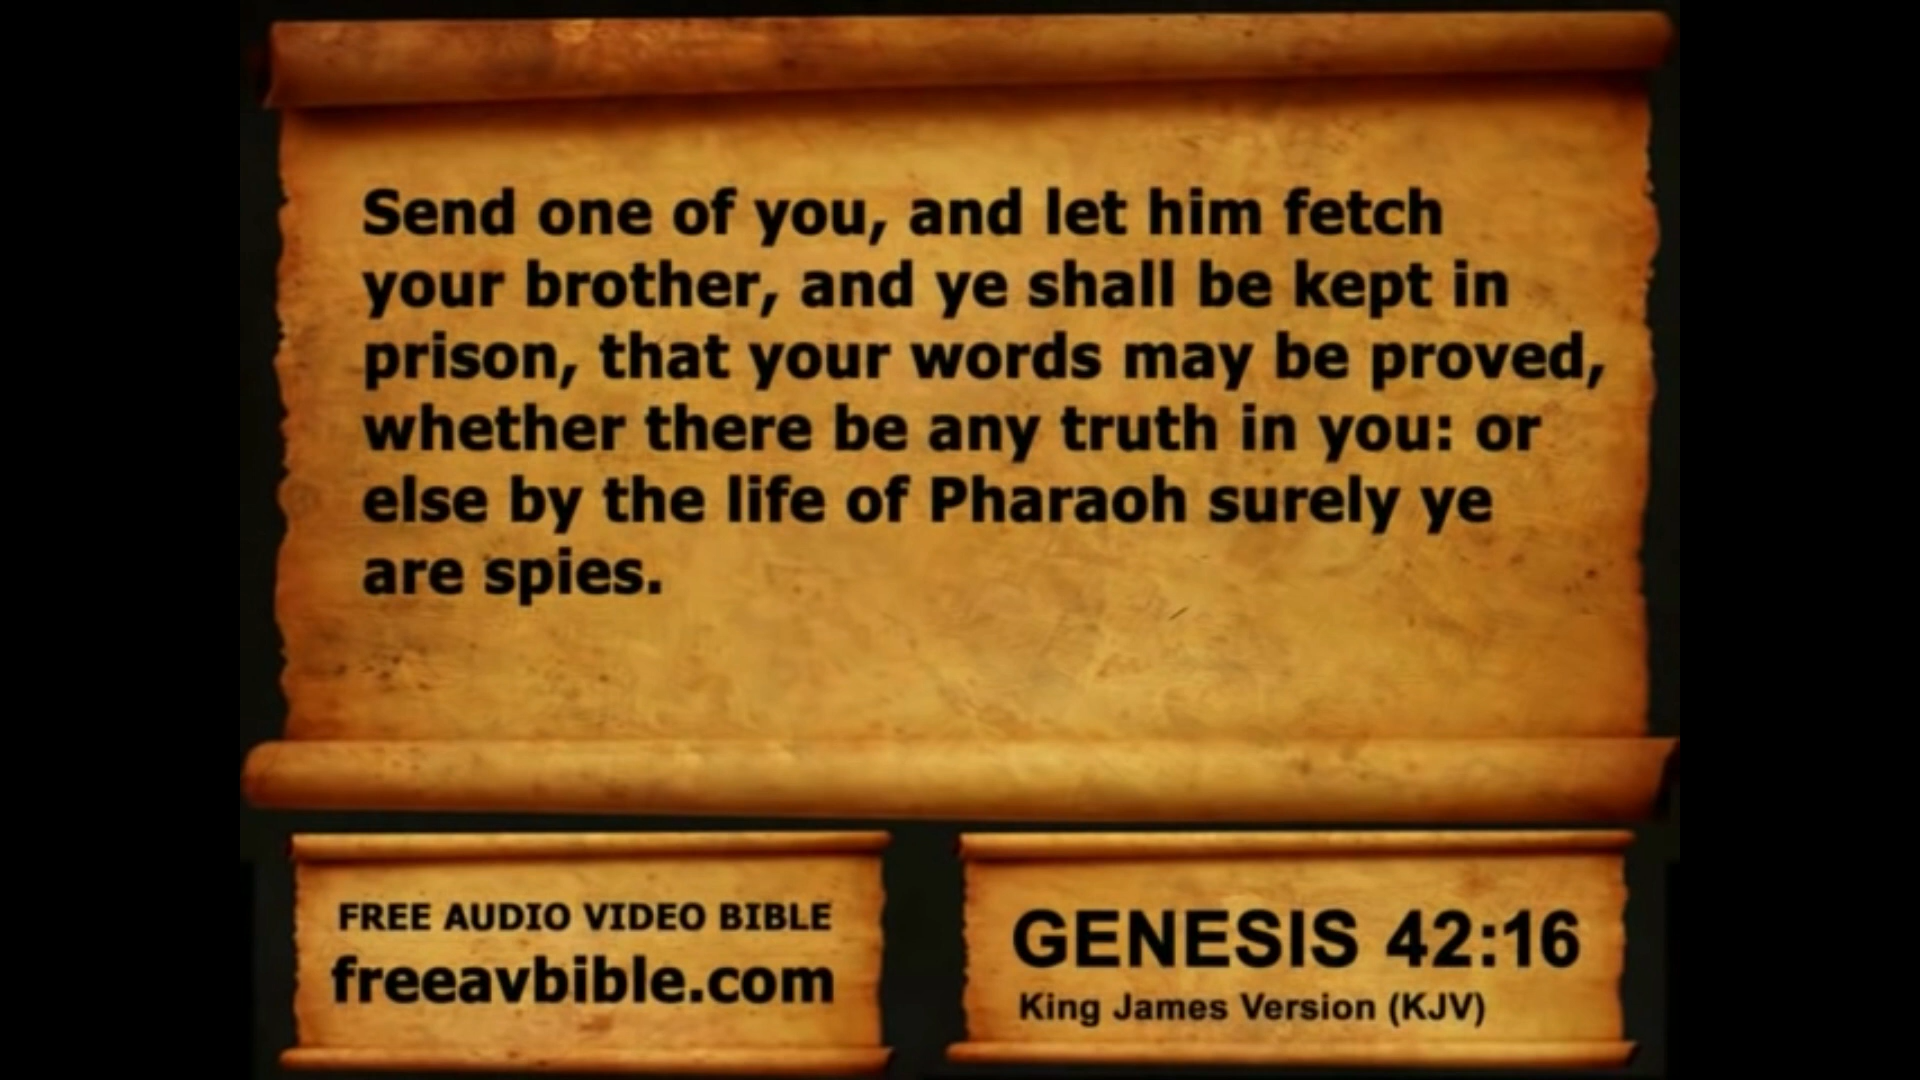 Send one of you, and let him fetch
your brother, and ye shall be kept in
prison, that your words may be proved,
whether there be any truth in you: or
else by the life of Pharaoh surely ye
are spies.
FREE AUDIO VIDEO BIBLE
freeavbible.com
GENESIS 42:16
King James Version (KJV)